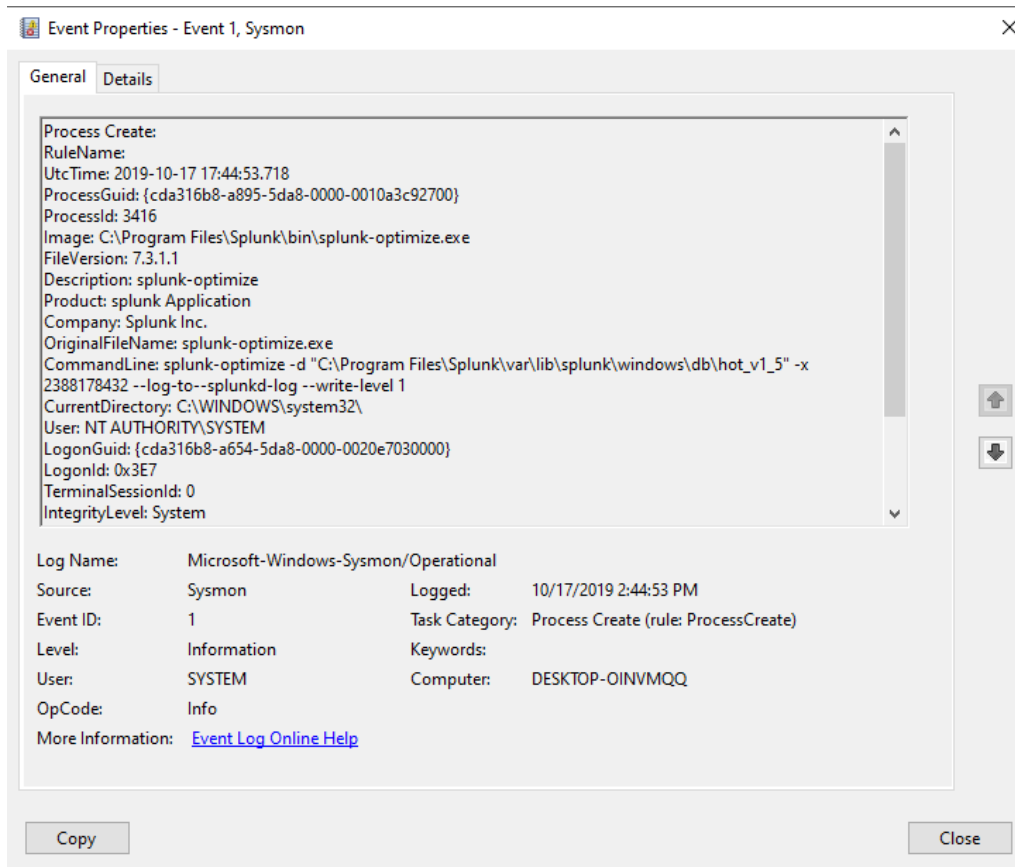 Event Properties - Event 1, Sysmon
General Details
Process Create:
RuleName:
UtcTime: 2019-10-17 17:44:53.718
ProcessGuid: {cda316b8-a895-5da8-0000-0010a3c92700}
ProcessId: 3416
Image: C:\Program Files\Splunk\bin\splunk-optimize.exe
FileVersion: 7.3.1.1
Description: splunk-optimize
Product: splunk Application
Company: Splunk Inc.
OriginalFileName: splunk-optimize.exe
CommandLine: splunk-optimize -d "C:\Program Files\Splunk\var\lib\splunk\windows\db\hot_v1_5" -x
2388178432 --log-to--splunkd-log --write-level 1
CurrentDirectory: C:\WINDOWS\system32\
User: NT AUTHORITY\SYSTEM
LogonGuid: {cda316b8-a654-5da8-0000-0020e7030000}
LogonId: 0x3E7
TerminalSessionId: 0
IntegrityLevel: System
Log Name: Microsoft-Windows-Sysmon/Operational
Source: Sysmon Logged: 10/17/2019 2:44:53 PM
Event ID: 1 Task Category: Process Create (rule: ProcessCreate)
Level: Information Keywords:
User: SYSTEM Computer: DESKTOP-OINVMQQ
OpCode: Info
More Information: Event Log Online Help
Copy Close